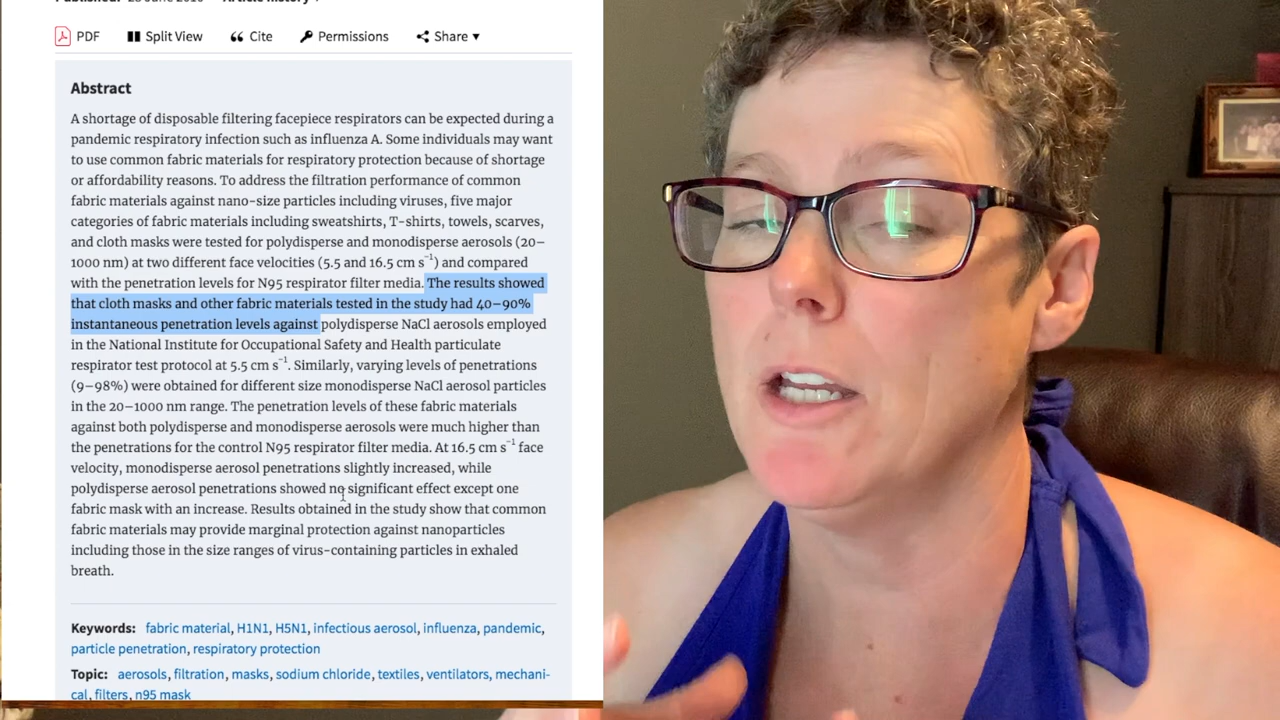 Published: 28 June 2010 Article history
PDF Split View Cite Permissions Share ▾
Abstract
A shortage of disposable filtering facepiece respirators can be expected during a
pandemic respiratory infection such as influenza A. Some individuals may want
to use common fabric materials for respiratory protection because of shortage
or affordability reasons. To address the filtration performance of common
fabric materials against nano-size particles including viruses, five major
categories of fabric materials including sweatshirts, T-shirts, towels, scarves,
and cloth masks were tested for polydisperse and monodisperse aerosols (20–
1000 nm) at two different face velocities (5.5 and 16.5 cm s⁻¹) and compared
with the penetration levels for N95 respirator filter media. The results showed
that cloth masks and other fabric materials tested in the study had 40–90%
instantaneous penetration levels against polydisperse NaCl aerosols employed
in the National Institute for Occupational Safety and Health particulate
respirator test protocol at 5.5 cm s⁻¹. Similarly, varying levels of penetrations
(9–98%) were obtained for different size monodisperse NaCl aerosol particles
in the 20–1000 nm range. The penetration levels of these fabric materials
against both polydisperse and monodisperse aerosols were much higher than
the penetrations for the control N95 respirator filter media. At 16.5 cm s⁻¹ face
velocity, monodisperse aerosol penetrations slightly increased, while
polydisperse aerosol penetrations showed no significant effect except one
fabric mask with an increase. Results obtained in the study show that common
fabric materials may provide marginal protection against nanoparticles
including those in the size ranges of virus-containing particles in exhaled
breath.
Keywords: fabric material, H1N1, H5N1, infectious aerosol, influenza, pandemic,
particle penetration, respiratory protection
Topic: aerosols, filtration, masks, sodium chloride, textiles, ventilators, mechani-
cal, filters, n95 mask